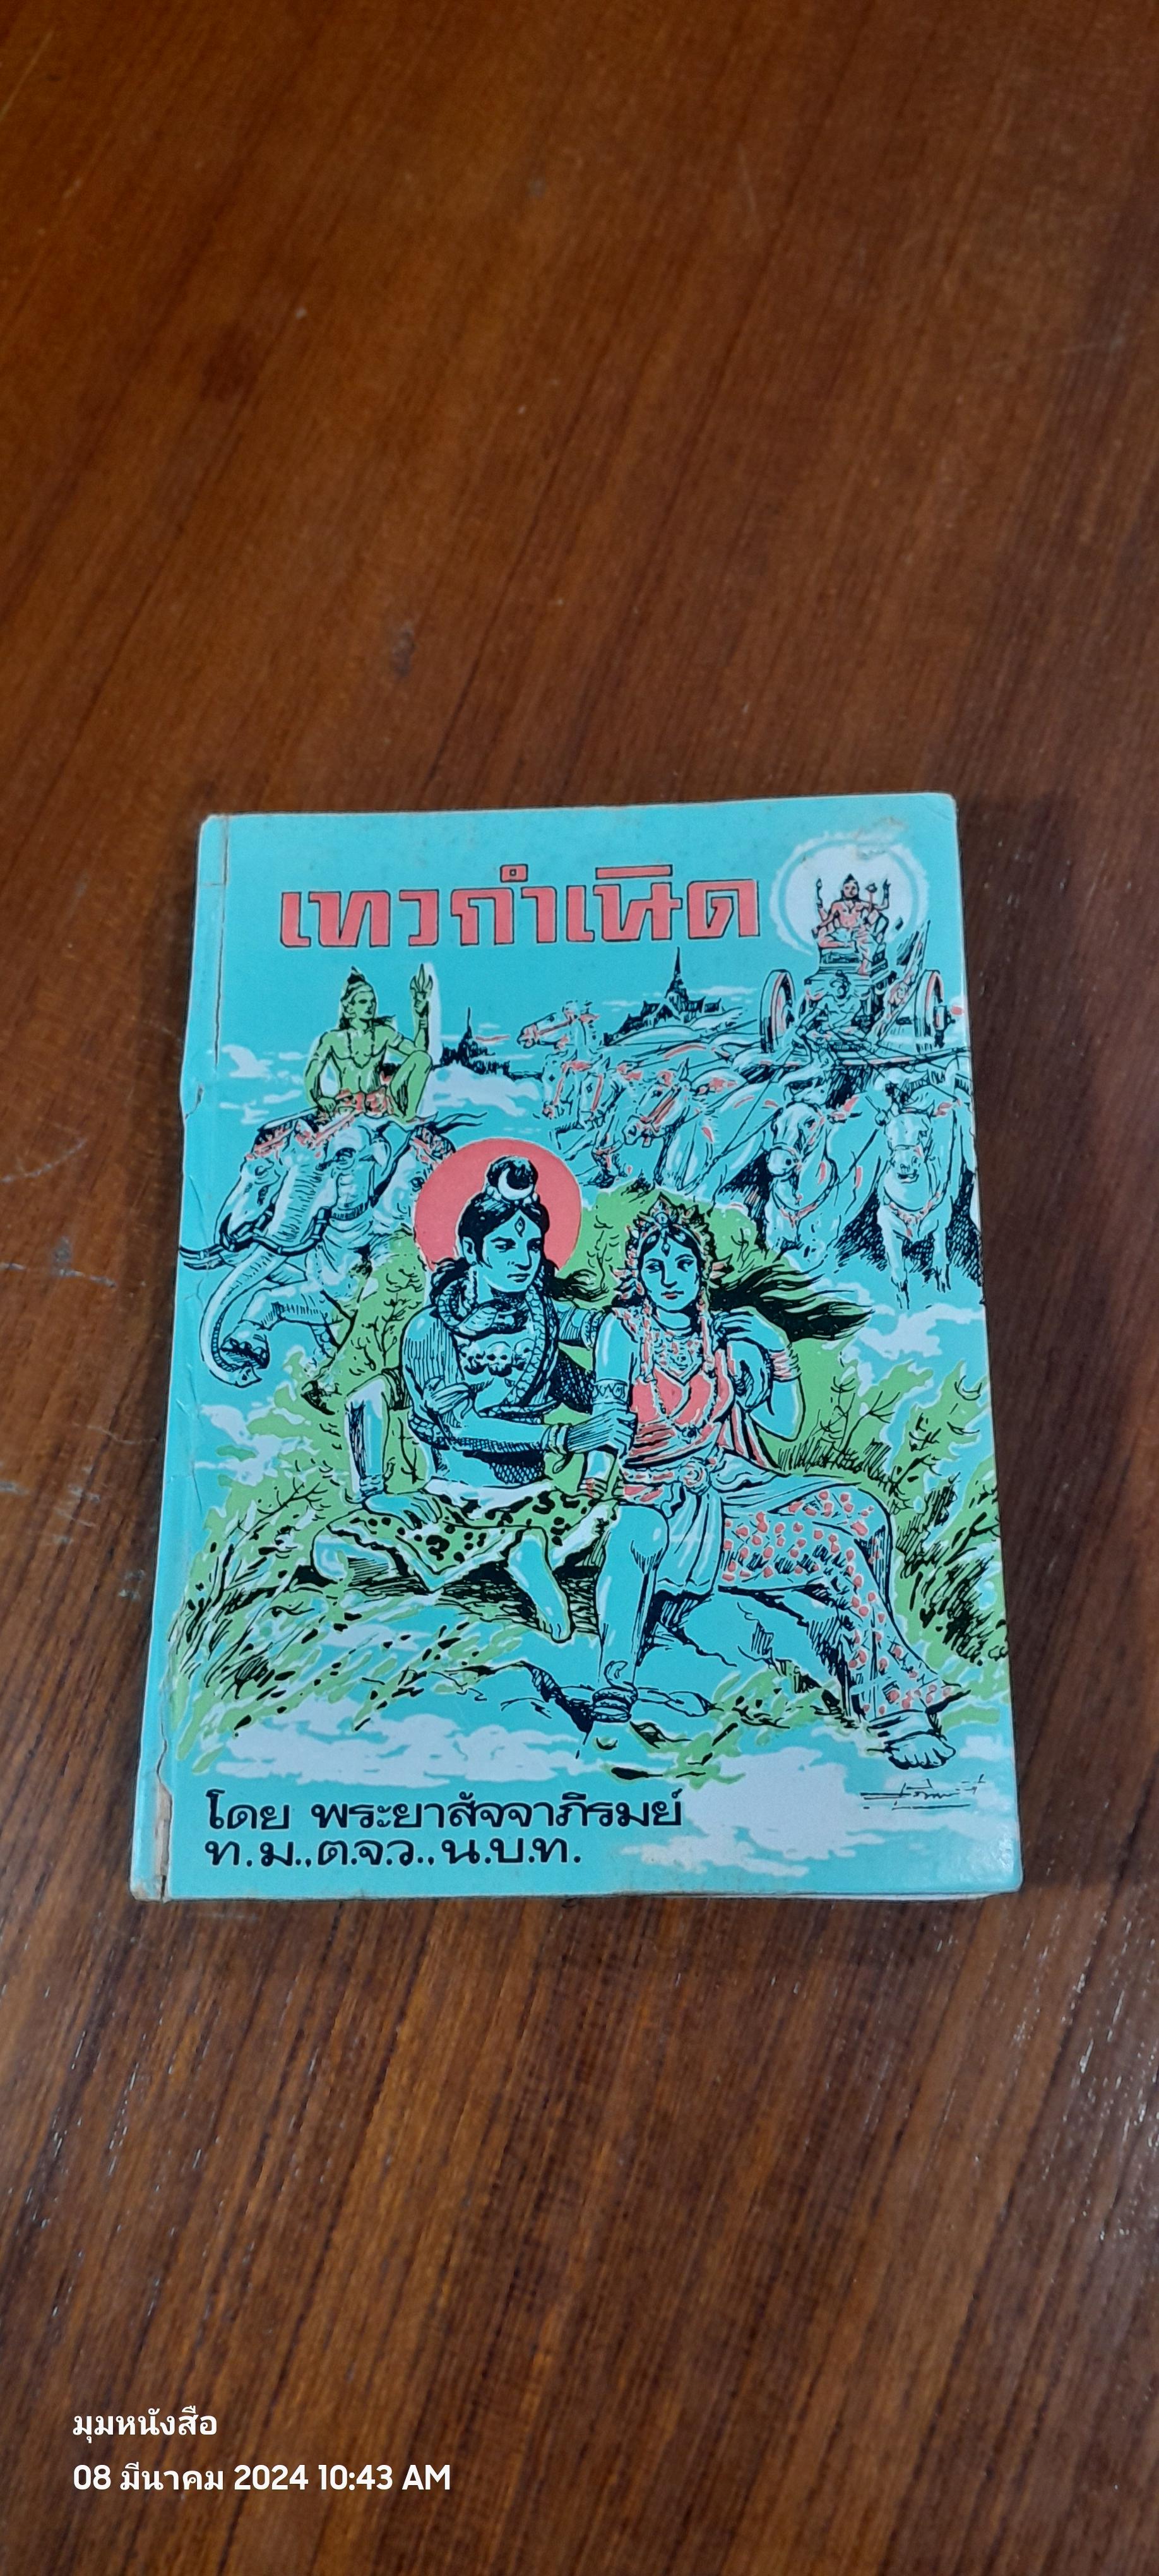 เทวกำเนิด
โดย พระยาสัจจาภิรมย์
ท.ม.,ต.จ.ว.,น.บ.ท.
มุมหนังสือ
08 มีนาคม 2024 10:43 AM